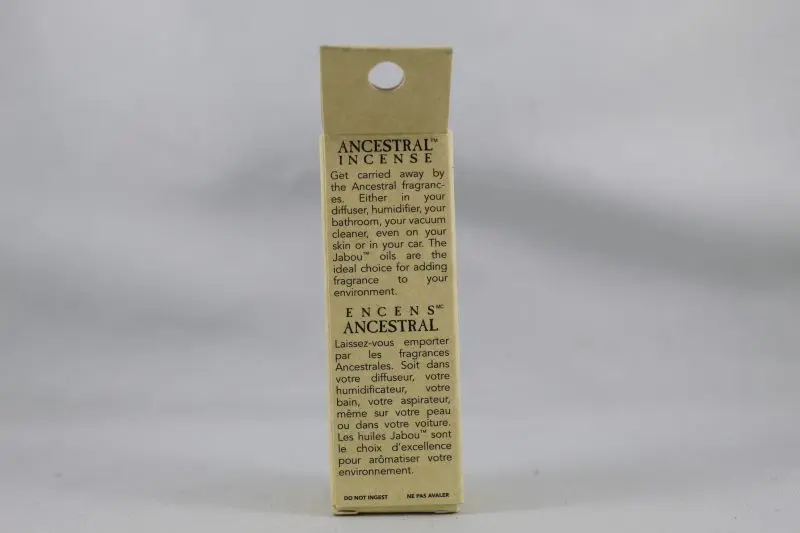 ANCESTRAL™
INCENSE
Get carried away by
the Ancestral fragranc-
es. Either in your
diffuser, humidifier, your
bathroom, your vacuum
cleaner, even on your
skin or in your car. The
Jabou™ oils are the
ideal choice for adding
fragrance to your
environment.
ENCENS MC
ANCESTRAL
Laissez-vous emporter
par les fragrances
Ancestrales. Soit dans
votre diffuseur, votre
humidificateur, votre
bain, votre aspirateur,
même sur votre peau
ou dans votre voiture.
Les huiles Jabou™ sont
le choix d'excellence
pour arômatiser votre
environnement.
DO NOT INGEST NE PAS AVALER